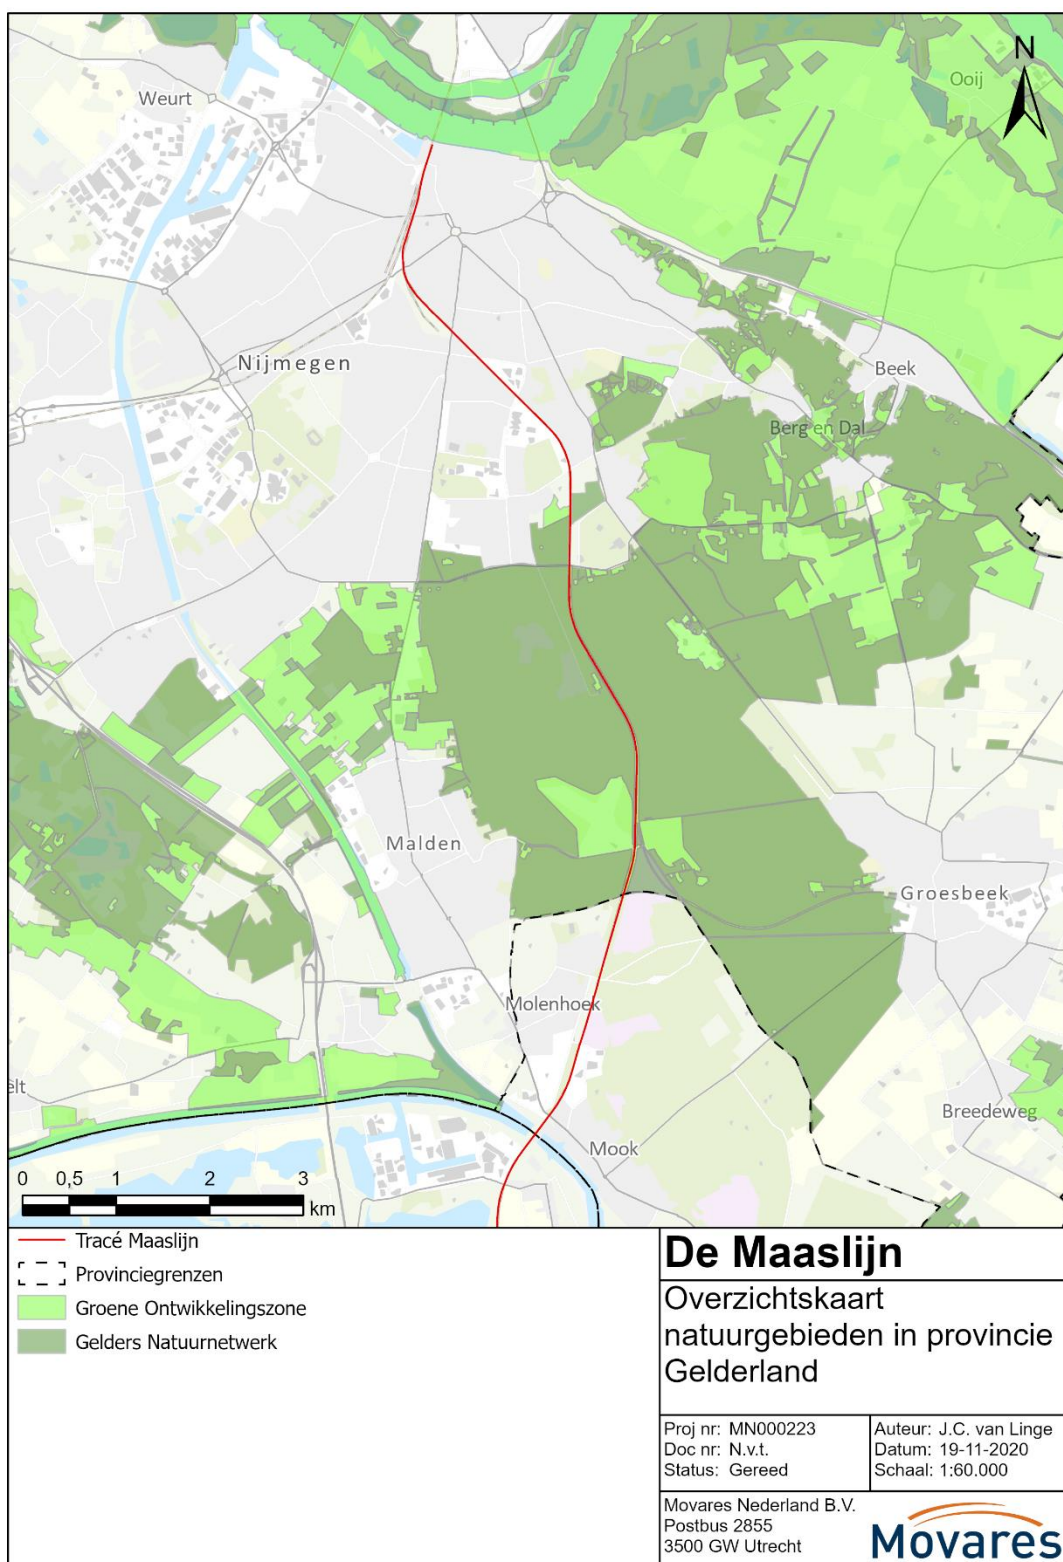 N
Ooij
Weurt
Nijmegen
Beek
Berg en Dal
Malden
Groesbeek
Molenhoek
elt
Breedeweg
Mook
0 0,5 1 2 3
km
Tracé Maaslijn
Provinciegrenzen
Groene Ontwikkelingszone
Gelders Natuurnetwerk
De Maaslijn
Overzichtskaart
natuurgebieden in provincie
Gelderland
Proj nr: MN000223
Doc nr: N.v.t.
Status: Gereed
Auteur: J.C. van Linge
Datum: 19-11-2020
Schaal: 1:60.000
Movares Nederland B.V.
Postbus 2855
3500 GW Utrecht
Movares